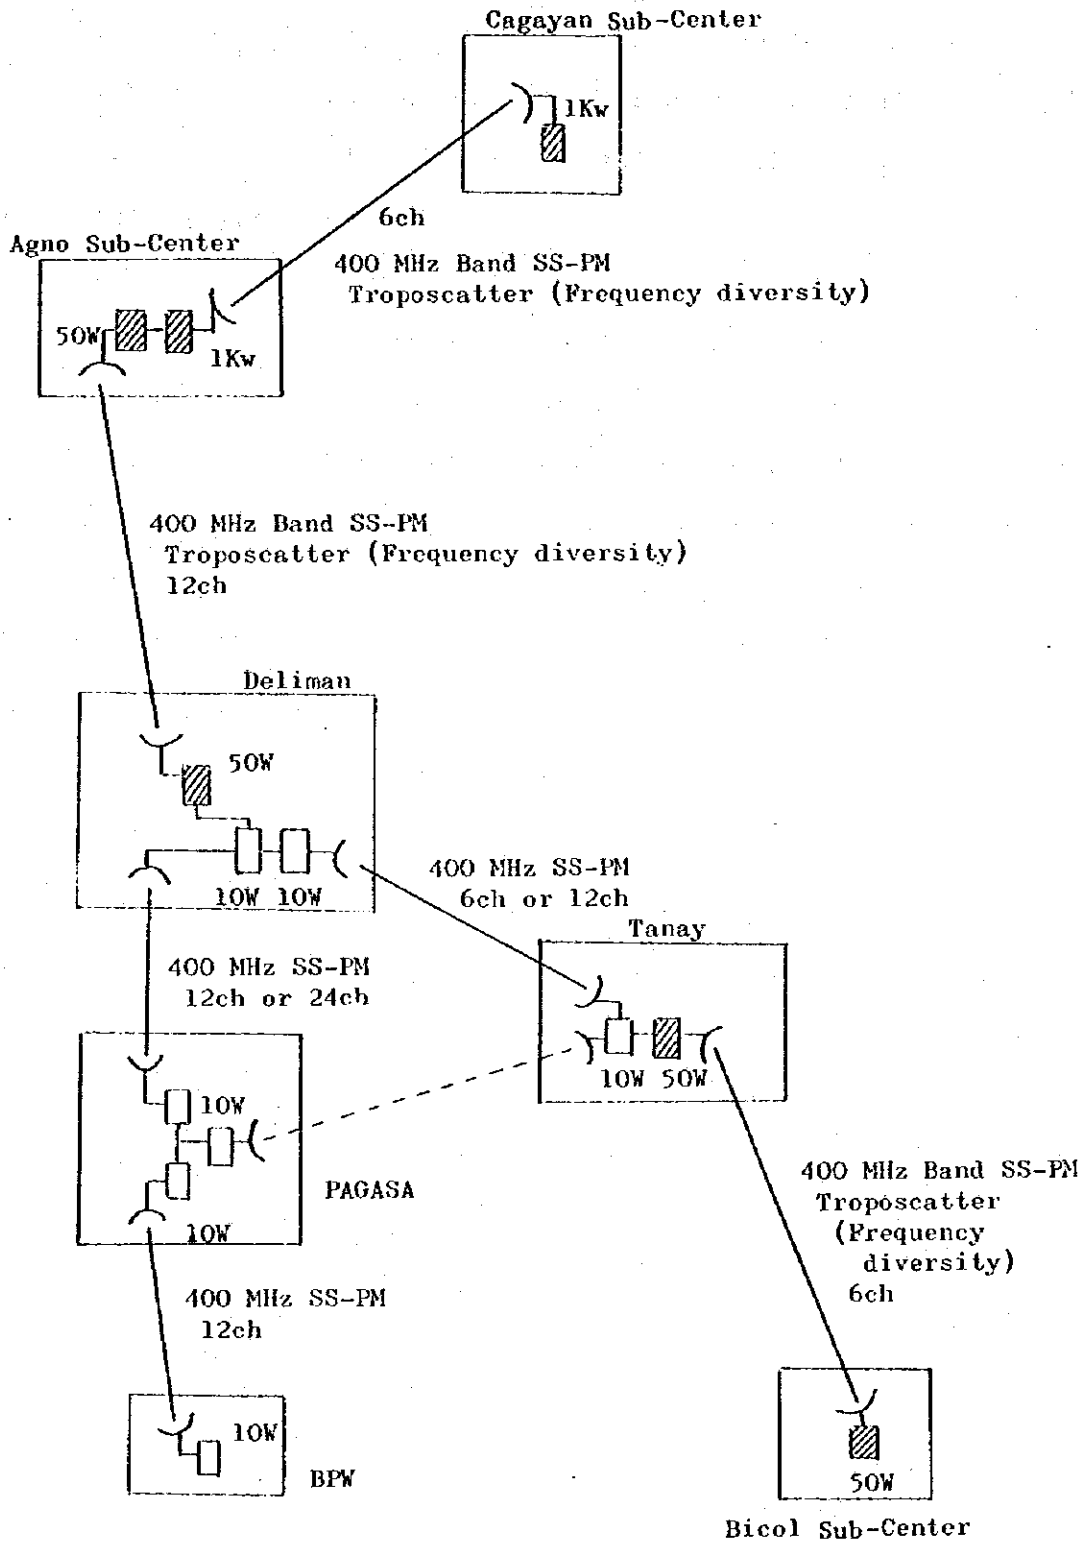 Cagayan Sub-Center
1Kw
6ch
Agno Sub-Center
400 MHz Band SS-PM
Troposcatter (Frequency diversity)
50W
1Kw
400 MHz Band SS-PM
Troposcatter (Frequency diversity)
12ch
Deliman
50W
10W 10W
400 MHz SS-PM
6ch or 12ch
Tanay
400 MHz SS-PM
12ch or 24ch
10W 50W
10W
PAGASA
10W
400 MHz Band SS-PM
Troposcatter
(Frequency
diversity)
6ch
400 MHz SS-PM
12ch
10W
BPW
50W
Bicol Sub-Center